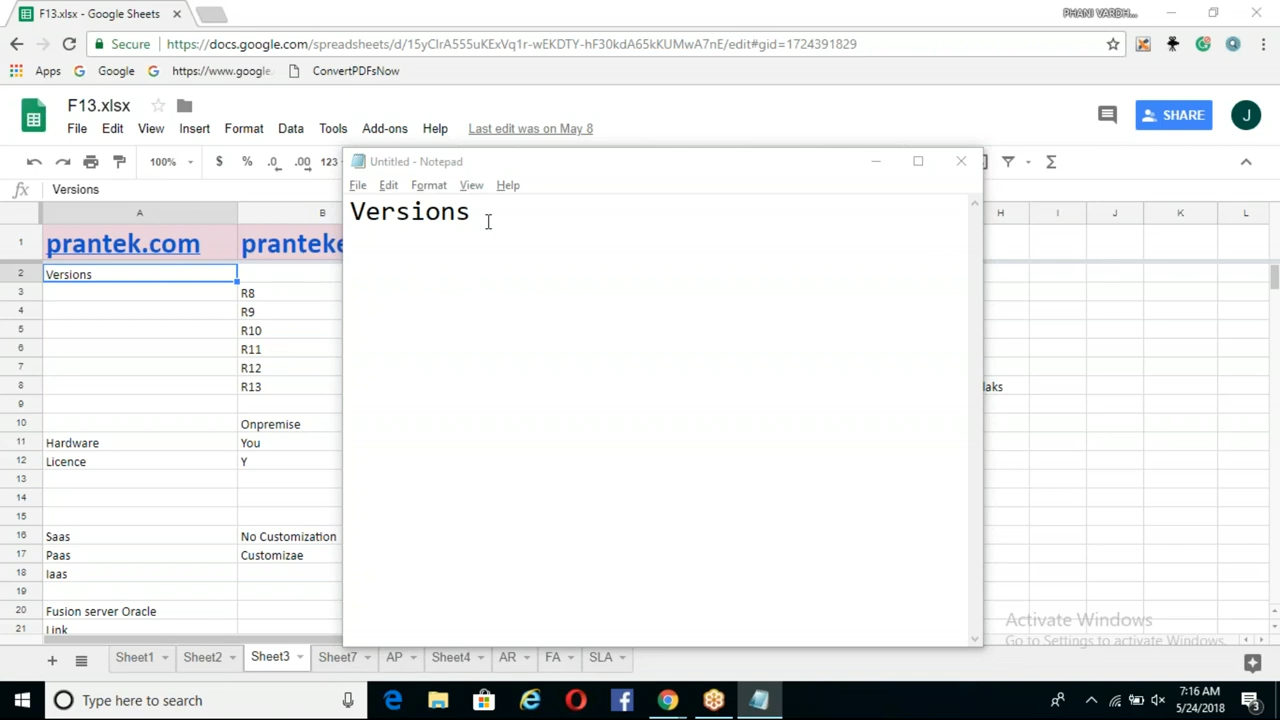 F13.xlsx - Google Sheets
PHANI VARDH...
Secure
https://docs.google.com/spreadsheets/d/15yClrA555uKExVq1r-wEKDTY-hF30kdA65kKUMwA7nE/edit#gid=1724391829
Apps
Google
https://www.google.
ConvertPDFsNow
F13.xlsx
File Edit View Insert Format Data Tools Add-ons Help Last edit was on May 8
SHARE
J
100% $ % .0 .00 123
Untitled - Notepad
File Edit Format View Help
Versions
fx Versions
A B H I J K L
1 prantek.com
2 Versions
3 R8
4 R9
5 R10
6 R11
7 R12
8 R13
9
10 Onpremise
11 Hardware You
12 Licence Y
13
14
15
16 Saas No Customization
17 Paas Customizae
18 Iaas
19
20 Fusion server Oracle
21 Link
Activate Windows
Go to Settings to activate Windows.
Sheet1 Sheet2 Sheet3 Sheet7 AP Sheet4 AR FA SLA
Type here to search
7:16 AM
5/24/2018
3